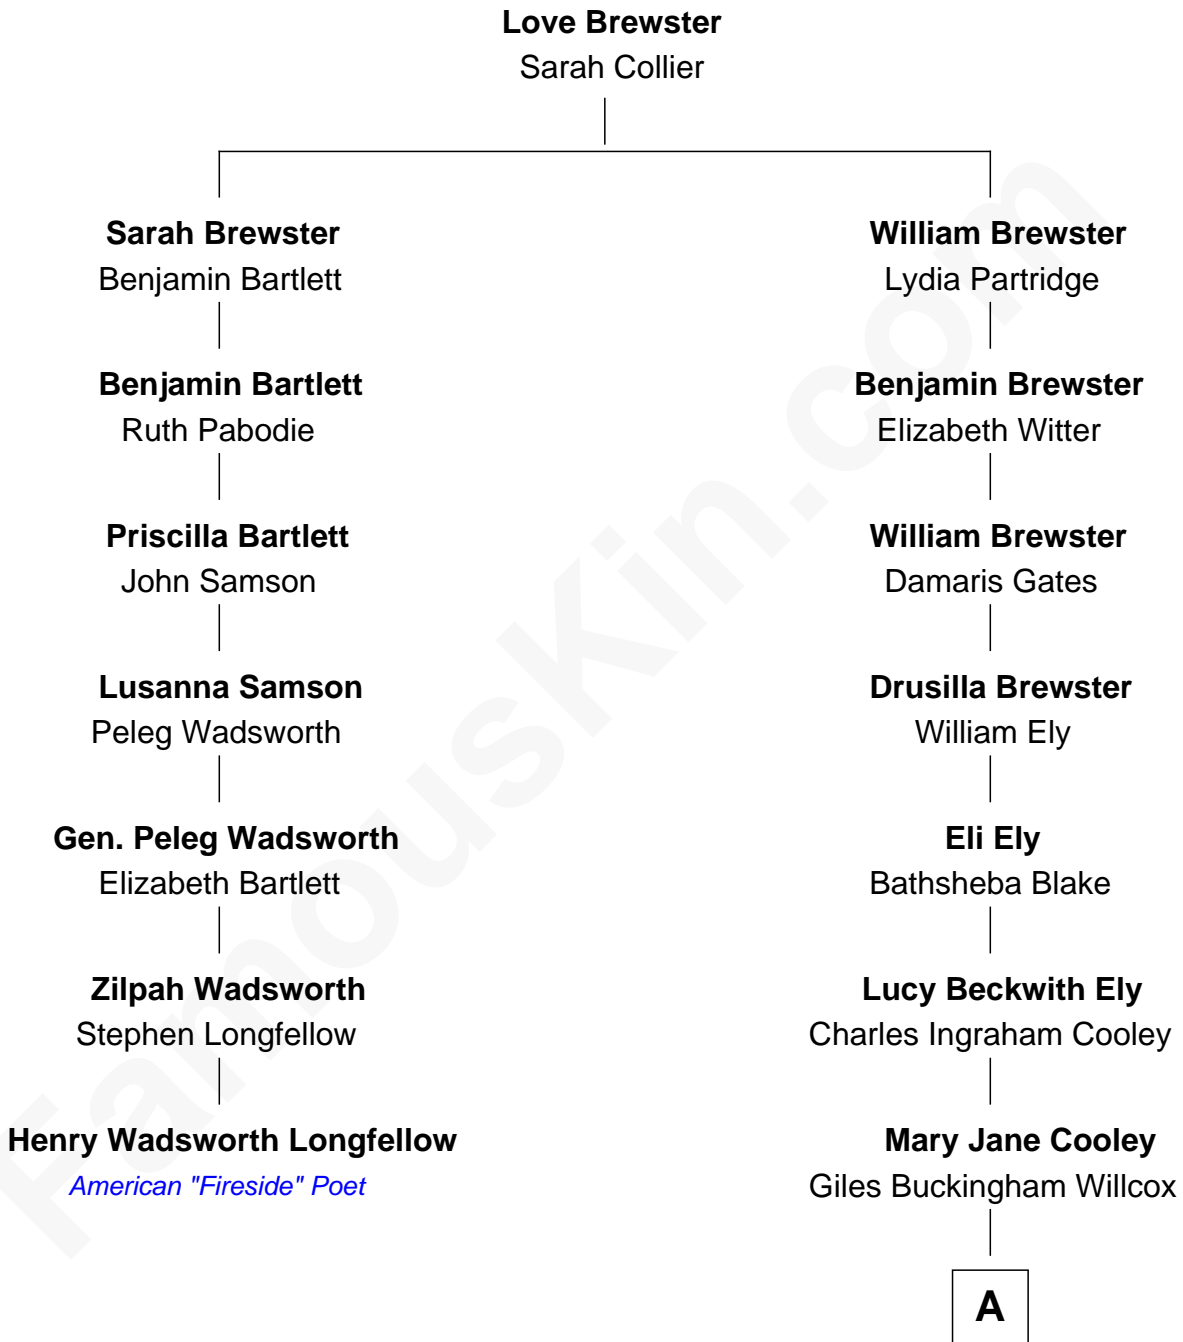 Love Brewster
Sarah Collier
Sarah Brewster
Benjamin Bartlett
William Brewster
Lydia Partridge
Benjamin Bartlett
Ruth Pabodie
Benjamin Brewster
Elizabeth Witter
Priscilla Bartlett
John Samson
William Brewster
Damaris Gates
Lusanna Samson
Peleg Wadsworth
Drusilla Brewster
William Ely
Gen. Peleg Wadsworth
Elizabeth Bartlett
Eli Ely
Bathsheba Blake
Zilpah Wadsworth
Stephen Longfellow
Lucy Beckwith Ely
Charles Ingraham Cooley
Henry Wadsworth Longfellow
American "Fireside" Poet
Mary Jane Cooley
Giles Buckingham Willcox
A
FamousKin.com